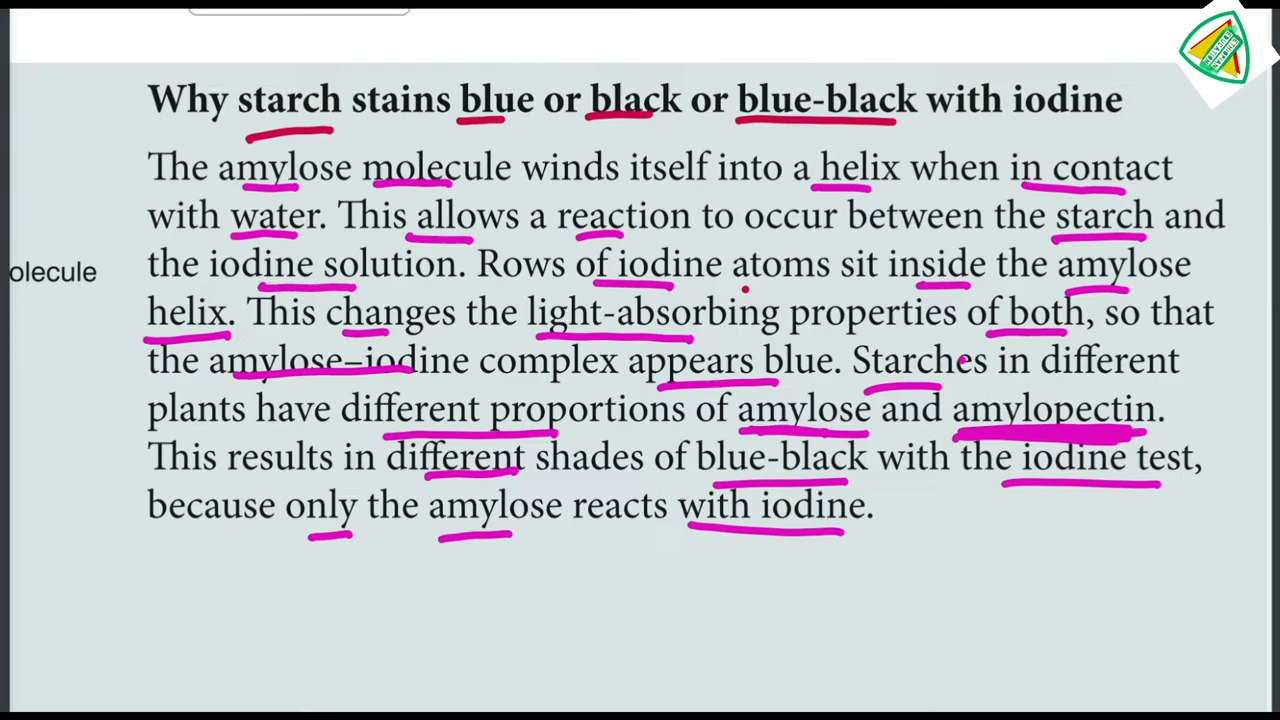 Why starch stains blue or black or blue-black with iodine
The amylose molecule winds itself into a helix when in contact
with water. This allows a reaction to occur between the starch and
olecule
the iodine solution. Rows of iodine atoms sit inside the amylose
helix. This changes the light-absorbing properties of both, so that
the amylose–iodine complex appears blue. Starches in different
plants have different proportions of amylose and amylopectin.
This results in different shades of blue-black with the iodine test,
because only the amylose reacts with iodine.